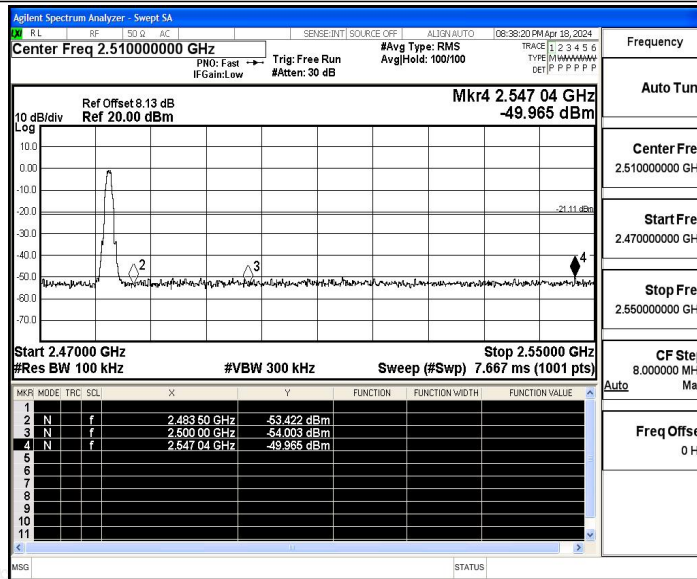 Agilent Spectrum Analyzer - Swept SA
RL RF 50 Ω AC SENSE:INT SOURCE OFF ALIGN AUTO 08:38:20 PM Apr 18, 2024
Center Freq 2.510000000 GHz
PNO: Fast
IFGain:Low
Trig: Free Run
#Atten: 30 dB
#Avg Type: RMS
Avg|Hold: 100/100
TRACE 1 2 3 4 5 6
TYPE M
DET P P P P P P
Frequency
Mkr4 2.547 04 GHz
-49.965 dBm
Ref Offset 8.13 dB
10 dB/div Ref 20.00 dBm
Log
10.0
0.00
-10.0
-20.0
-30.0
-40.0
-50.0
-60.0
-70.0
-21.11 dBm
2
3
4
Start 2.47000 GHz Stop 2.55000 GHz
#Res BW 100 kHz #VBW 300 kHz Sweep (#Swp) 7.667 ms (1001 pts)
MKR MODE TRC SCL X Y FUNCTION FUNCTION WIDTH FUNCTION VALUE
1
2 N f 2.483 50 GHz -53.422 dBm
3 N f 2.500 00 GHz -54.003 dBm
4 N f 2.547 04 GHz -49.965 dBm
5
6
7
8
9
10
11
MSG STATUS
Auto Tun
Center Fre
2.510000000 GH
Start Fre
2.470000000 GH
Stop Fre
2.550000000 GH
CF Ste
8.000000 MH
Auto Ma
Freq Offse
0 H